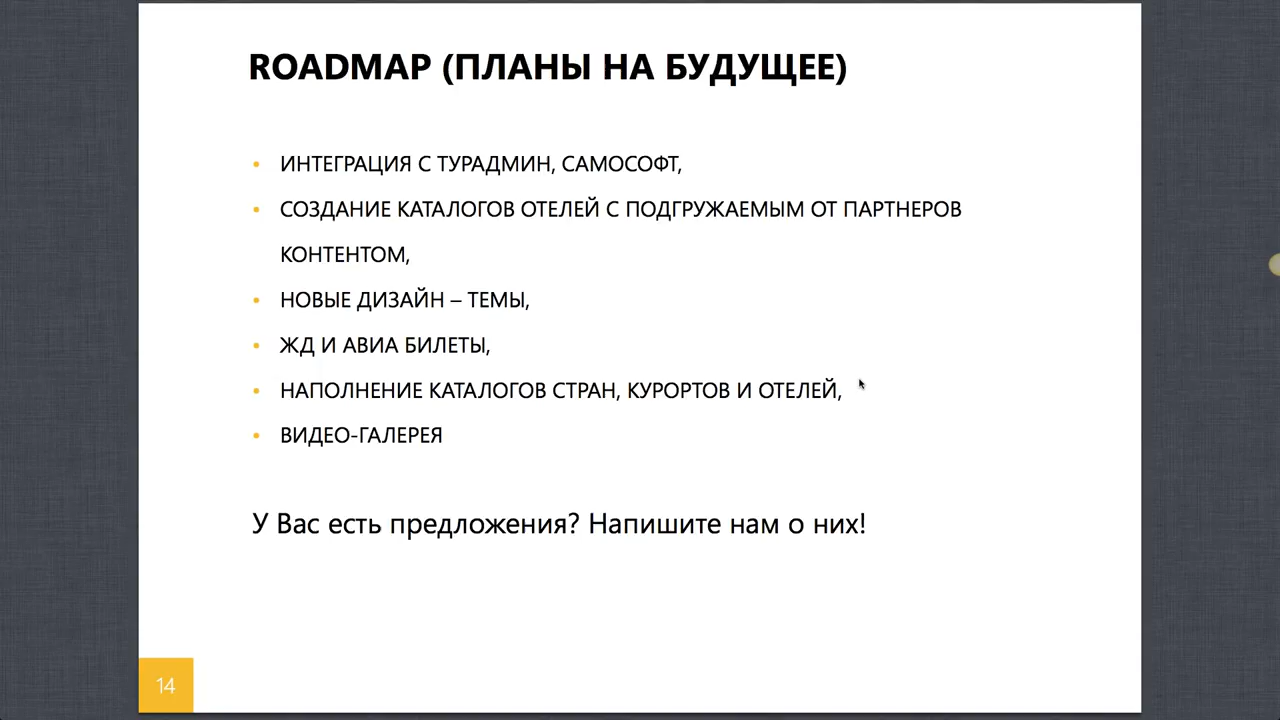 ROADMAP (ПЛАНЫ НА БУДУЩЕЕ)
• ИНТЕГРАЦИЯ С ТУРАДМИН, САМОСОФТ,
• СОЗДАНИЕ КАТАЛОГОВ ОТЕЛЕЙ С ПОДГРУЖАЕМЫМ ОТ ПАРТНЕРОВ
КОНТЕНТОМ,
• НОВЫЕ ДИЗАЙН – ТЕМЫ,
• ЖД И АВИА БИЛЕТЫ,
• НАПОЛНЕНИЕ КАТАЛОГОВ СТРАН, КУРОРТОВ И ОТЕЛЕЙ,
• ВИДЕО-ГАЛЕРЕЯ
У Вас есть предложения? Напишите нам о них!
14